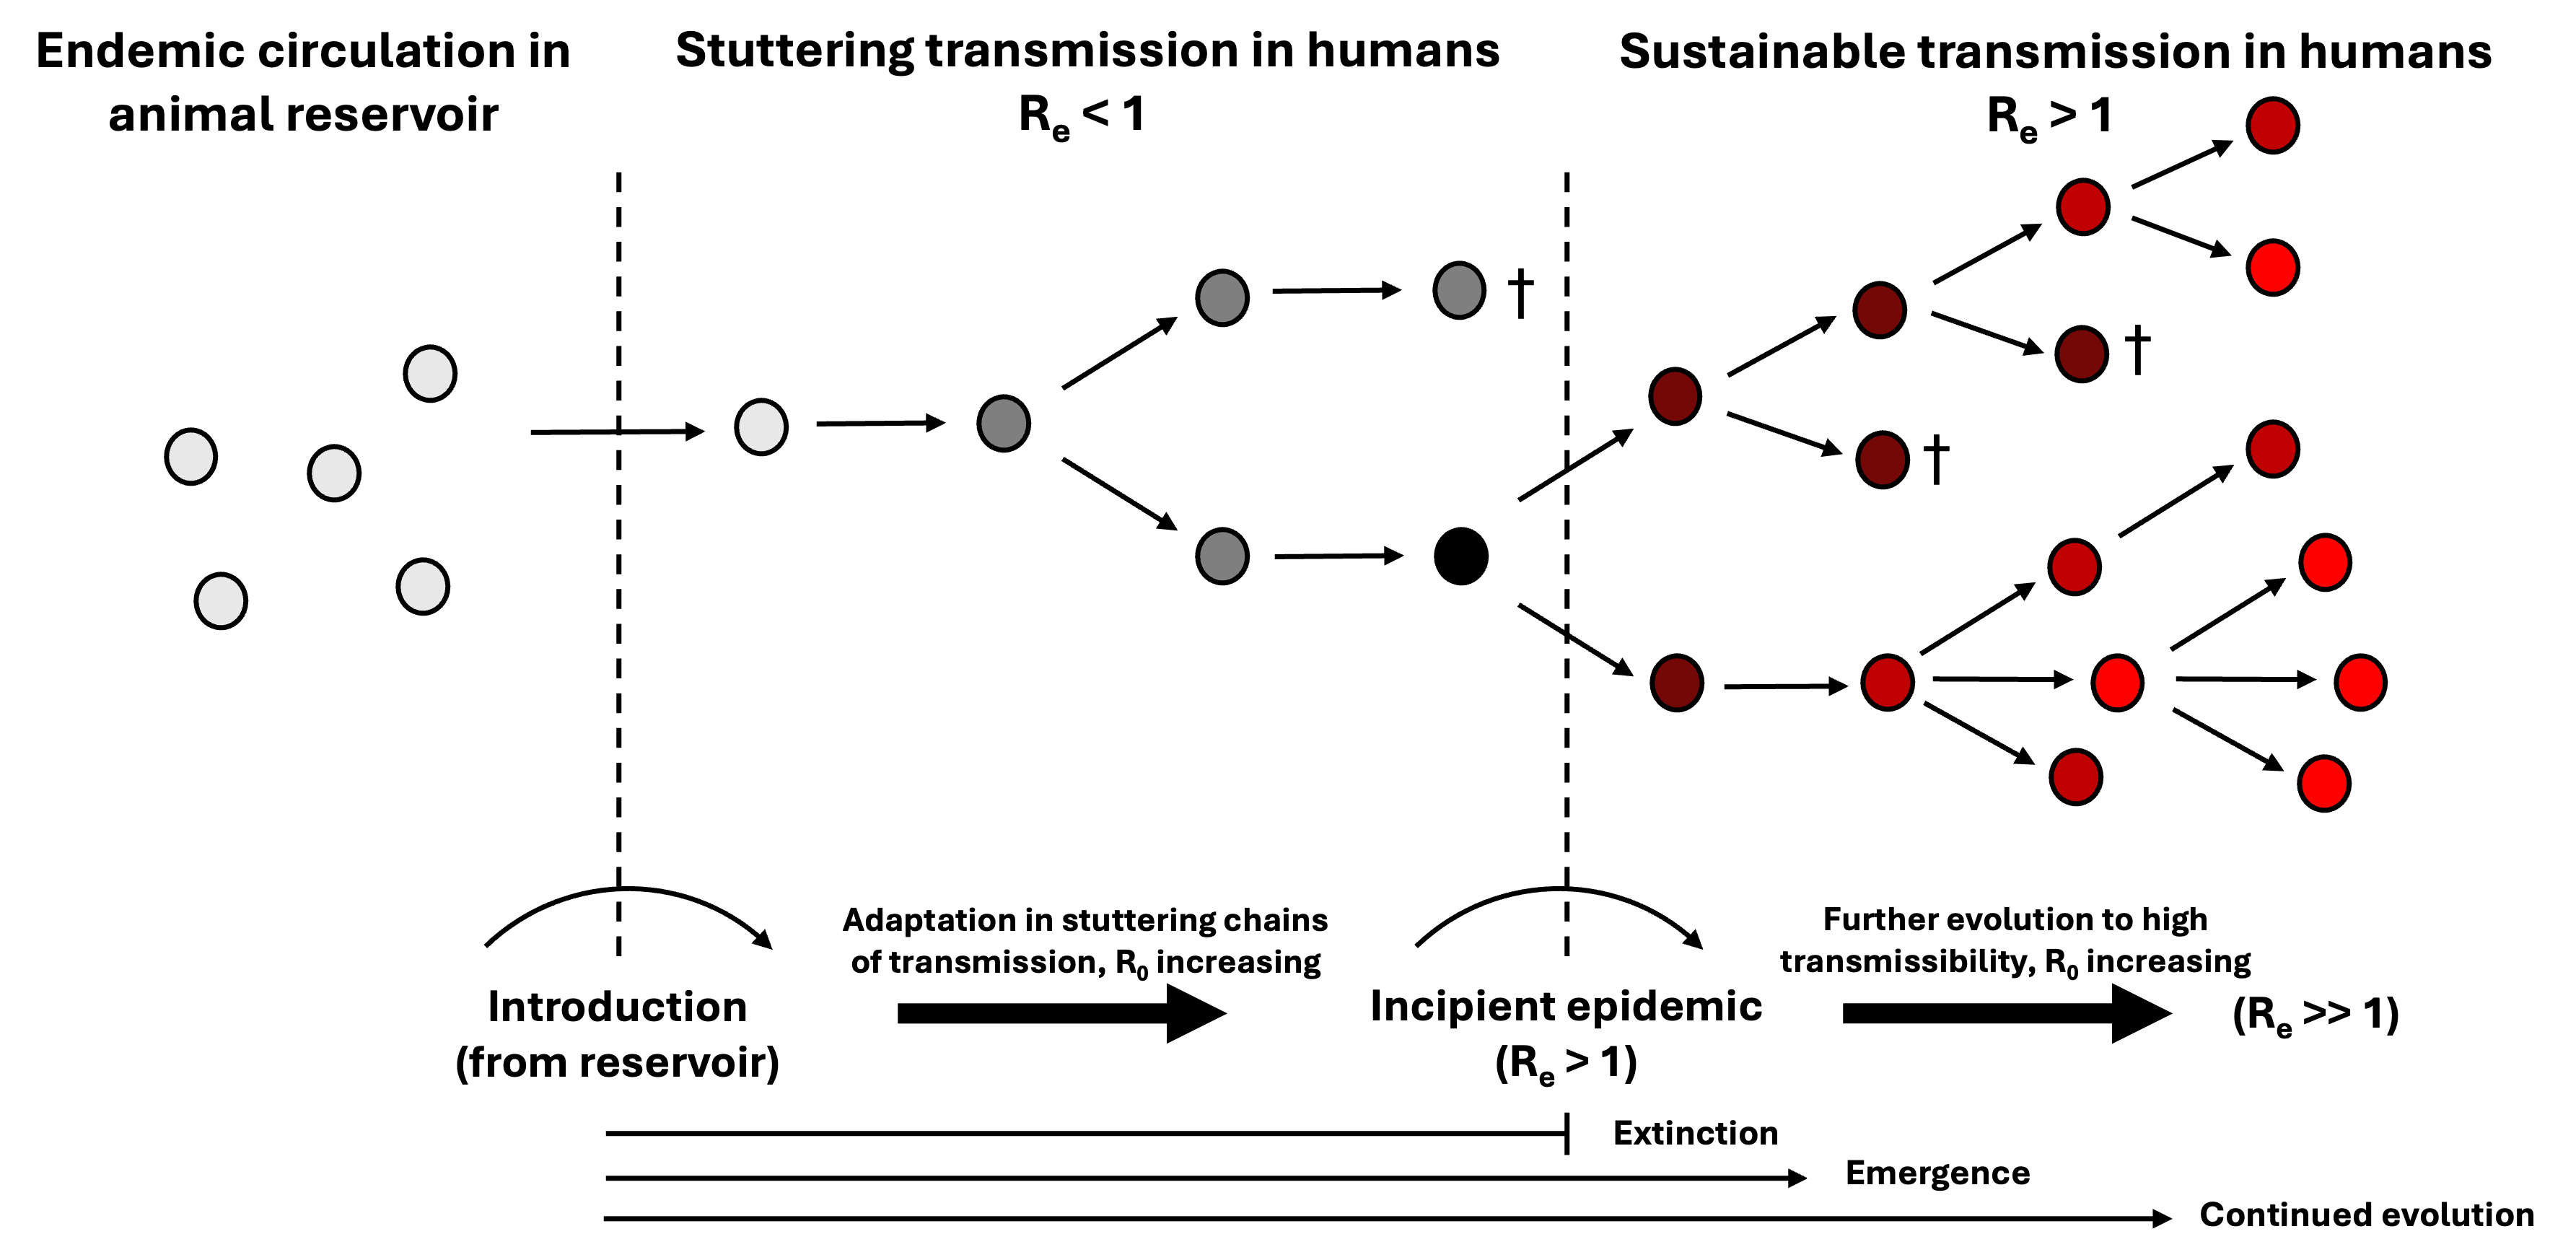 Endemic circulation in
animal reservoir
Stuttering transmission in humans
Rₑ < 1
Sustainable transmission in humans
Rₑ > 1
†
†
†
Adaptation in stuttering chains
of transmission, R₀ increasing
Further evolution to high
transmissibility, R₀ increasing
Introduction
(from reservoir)
Incipient epidemic
(Rₑ > 1)
(Rₑ >> 1)
Extinction
Emergence
Continued evolution